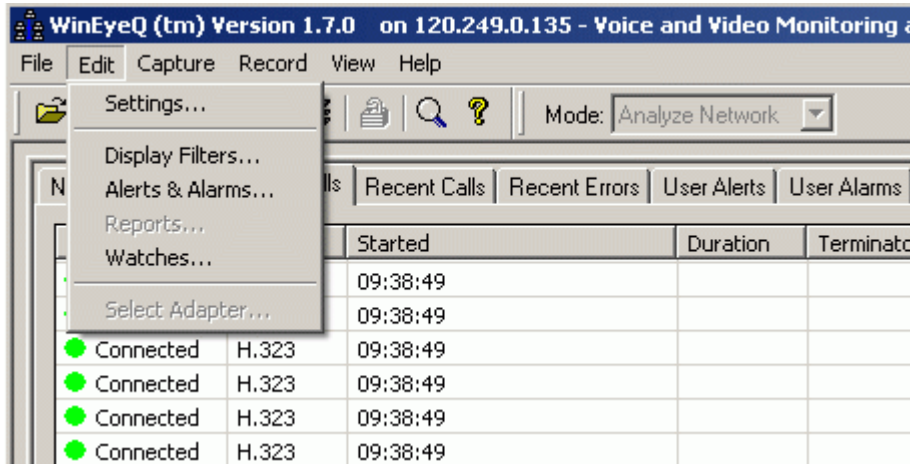 WinEyeQ (tm) Version 1.7.0 on 120.249.0.135 - Voice and Video Monitoring
File Edit Capture Record View Help
Settings...
Mode: Analyze Network
Display Filters...
Alerts & Alarms...
Reports...
Watches...
Select Adapter...
Recent Calls Recent Errors User Alerts User Alarms
Started Duration
09:38:49
09:38:49
Connected H.323 09:38:49
Connected H.323 09:38:49
Connected H.323 09:38:49
Connected H.323 09:38:49